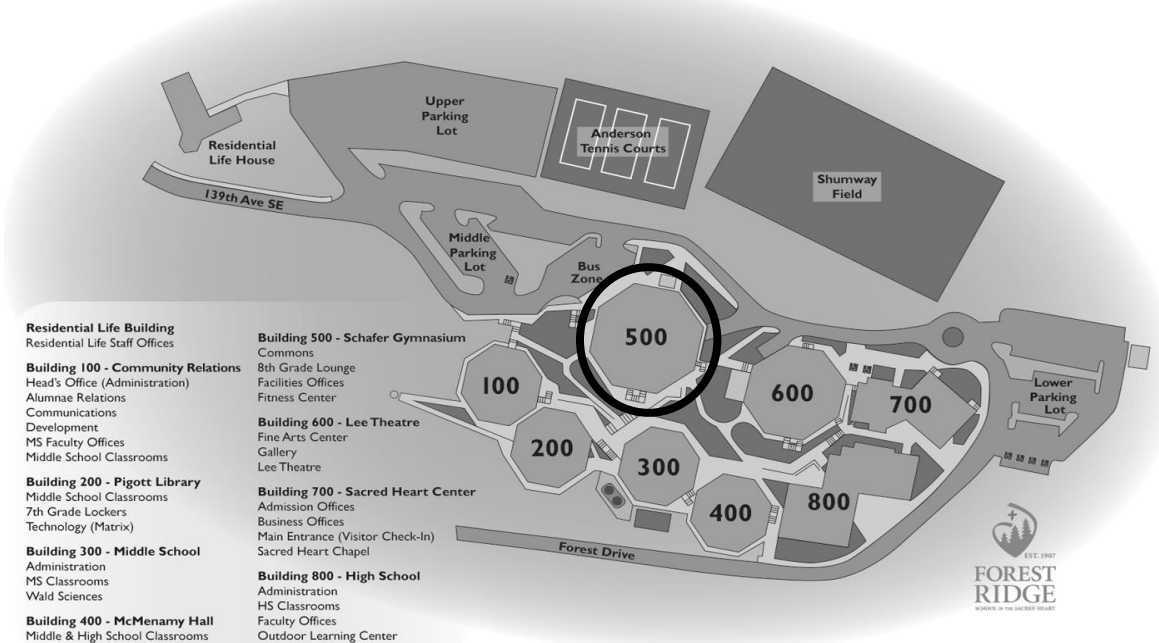 Upper
Parking
Lot
Anderson
Tennis Courts
Residential
Life House
Shumway
Field
139th Ave SE
Middle
Parking
Lot
Bus
Zone
500
100
600
700
Lower
Parking
Lot
200
300
400
800
Forest Drive
Residential Life Building
Residential Life Staff Offices
Building 100 - Community Relations
Head's Office (Administration)
Alumnae Relations
Communications
Development
MS Faculty Offices
Middle School Classrooms
Building 200 - Pigott Library
Middle School Classrooms
7th Grade Lockers
Technology (Matrix)
Building 300 - Middle School
Administration
MS Classrooms
Wald Sciences
Building 400 - McMenamy Hall
Middle & High School Classrooms
Building 500 - Schafer Gymnasium
Commons
8th Grade Lounge
Facilities Offices
Fitness Center
Building 600 - Lee Theatre
Fine Arts Center
Gallery
Lee Theatre
Building 700 - Sacred Heart Center
Admission Offices
Business Offices
Main Entrance (Visitor Check-In)
Sacred Heart Chapel
Building 800 - High School
Administration
HS Classrooms
Faculty Offices
Outdoor Learning Center
EST. 1907
FOREST
RIDGE
SCHOOL OF THE SACRED HEART